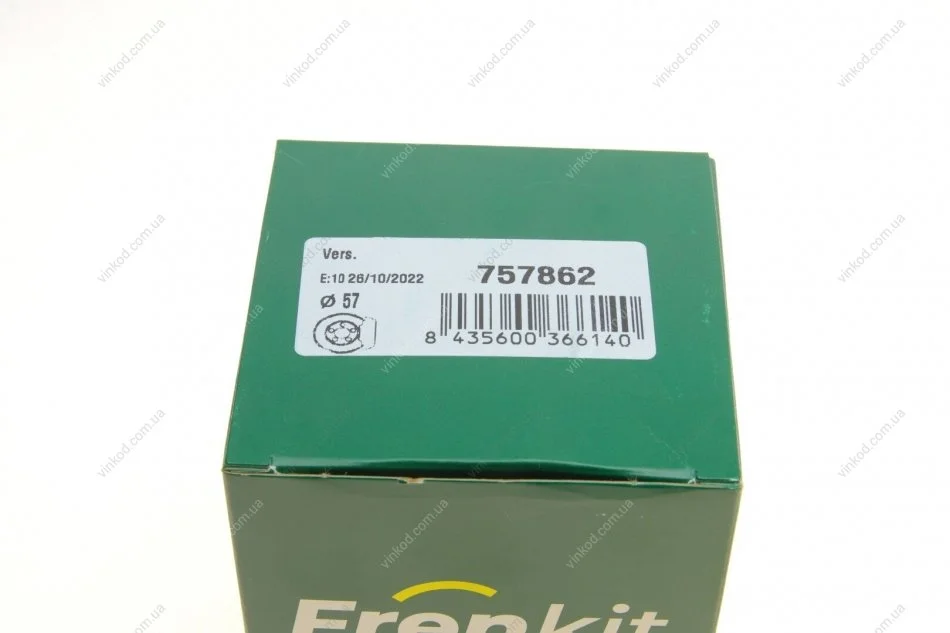 Vers.
E:10 26/10/2022
757862
Ø 57
8 435600 366140
Frenkit
vinkod.com.ua